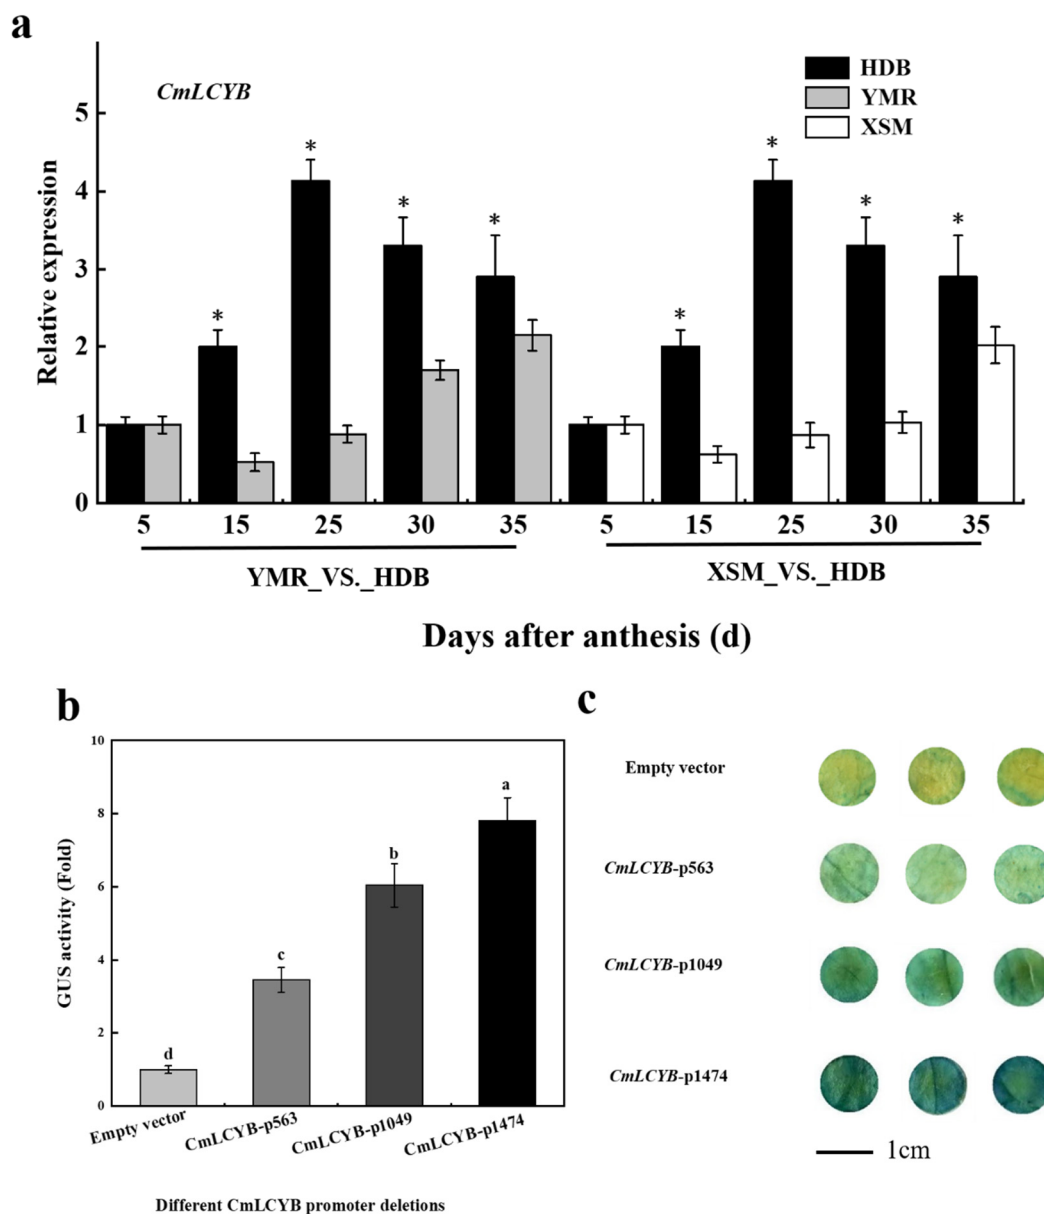 a
CmLCYB
HDB
YMR
XSM
Relative expression
5
4
3
2
1
0
* * * * * * * *
5 15 25 30 35 5 15 25 30 35
YMR_VS._HDB XSM_VS._HDB
Days after anthesis (d)
b
GUS activity (Fold)
10
8
6
4
2
0
d
c
b
a
Empty vector CmLCYB-p563 CmLCYB-p1049 CmLCYB-p1474
Different CmLCYB promoter deletions
c
Empty vector
CmLCYB-p563
CmLCYB-p1049
CmLCYB-p1474
1cm